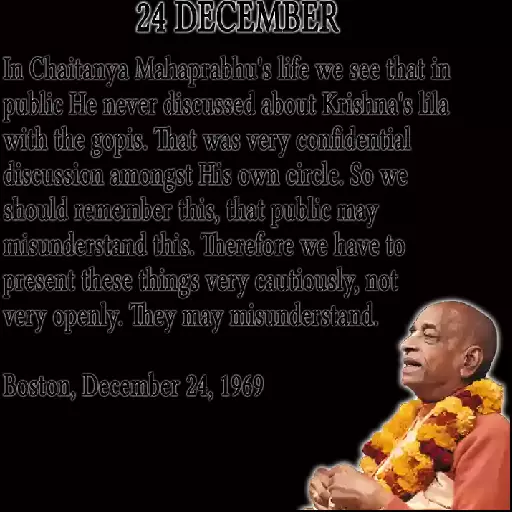 24 DECEMBER
In Chaitanya Mahaprabhu's life we see that in
public He never discussed about Krishna's lila
with the gopis. That was very confidential
discussion amongst His own circle. So we
should remember this, that public may
misunderstand this. Therefore we have to
present these things very cautiously, not
very openly. They may misunderstand.
Boston, December 24, 1969